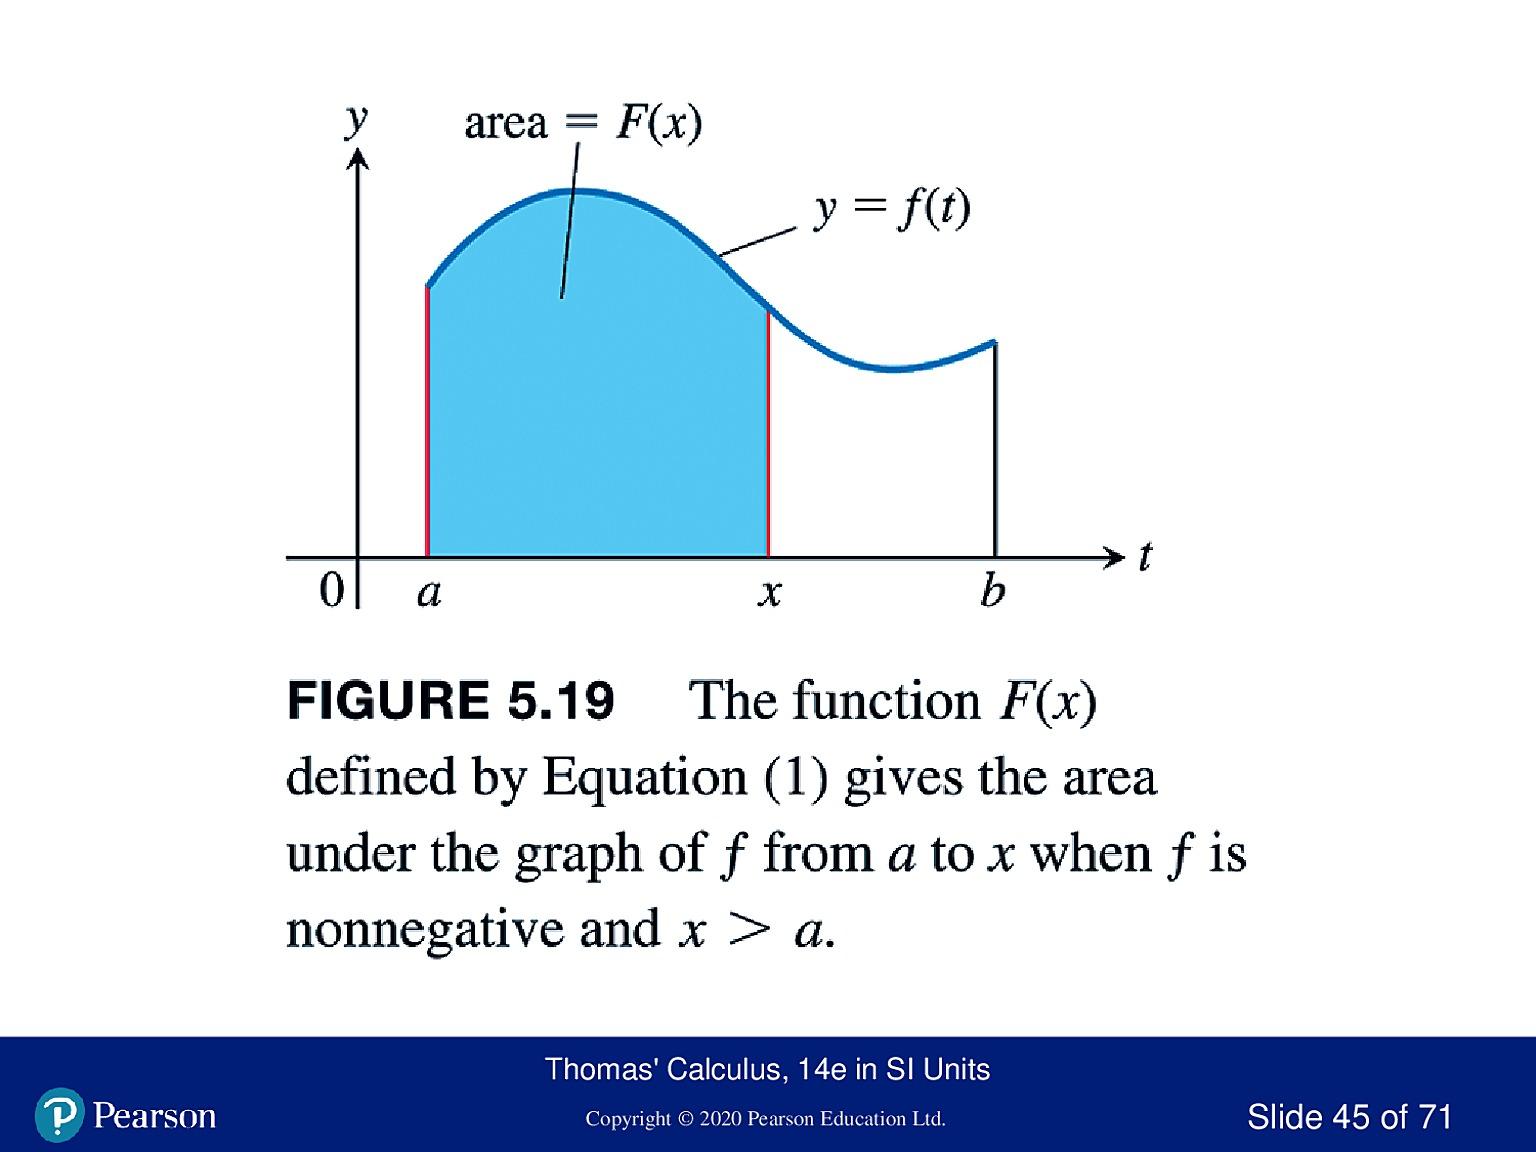 y
area = F(x)
y = f(t)
t
0
a
x
b
FIGURE 5.19 The function F(x)
defined by Equation (1) gives the area
under the graph of f from a to x when f is
nonnegative and x > a.
Thomas' Calculus, 14e in SI Units
Pearson
Copyright © 2020 Pearson Education Ltd.
Slide 45 of 71